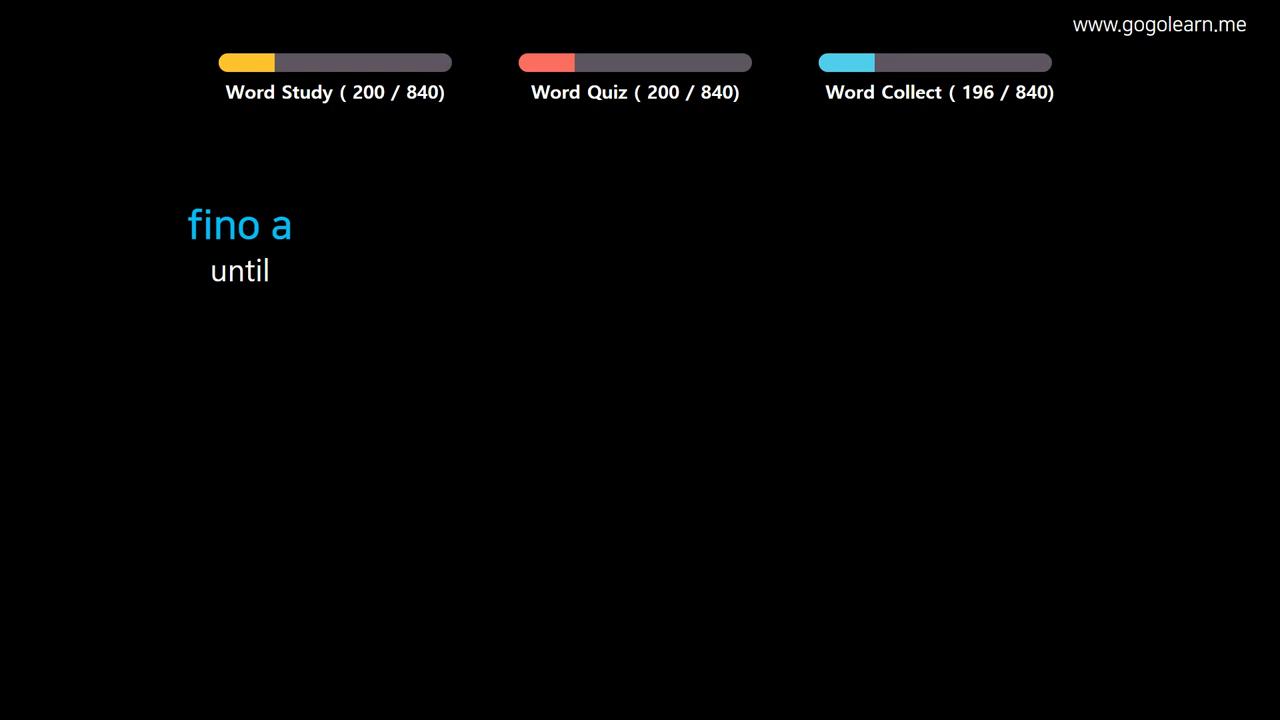 www.gogolearn.me
Word Study ( 200 / 840)
Word Quiz ( 200 / 840)
Word Collect ( 196 / 840)
fino a
until